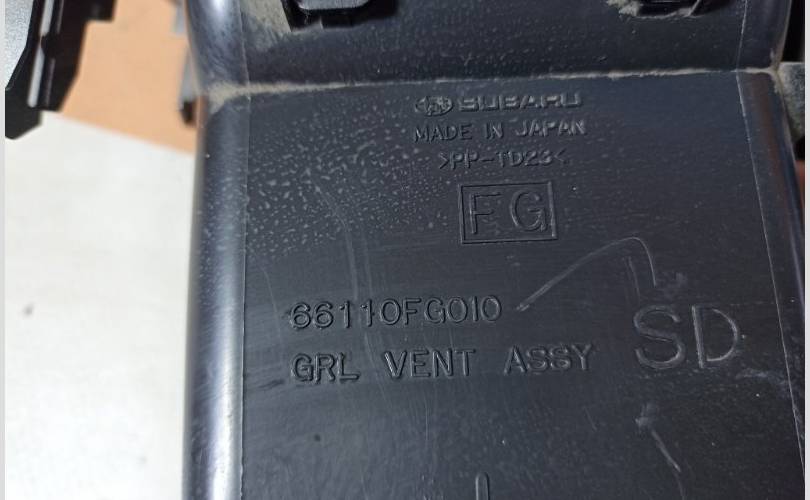 SUBARU
MADE IN JAPAN
>PP-TD23<
FG
66110FG010
GRL VENT ASSY
SD